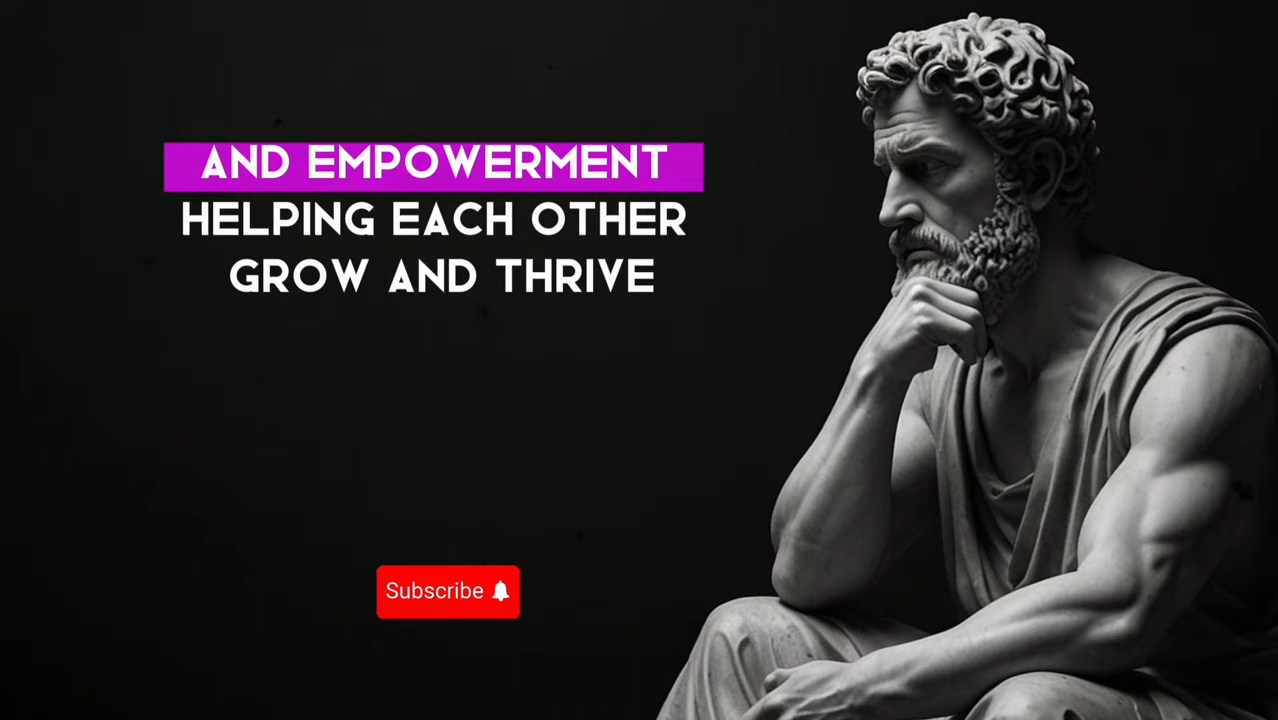 AND EMPOWERMENT
HELPING EACH OTHER
GROW AND THRIVE
Subscribe